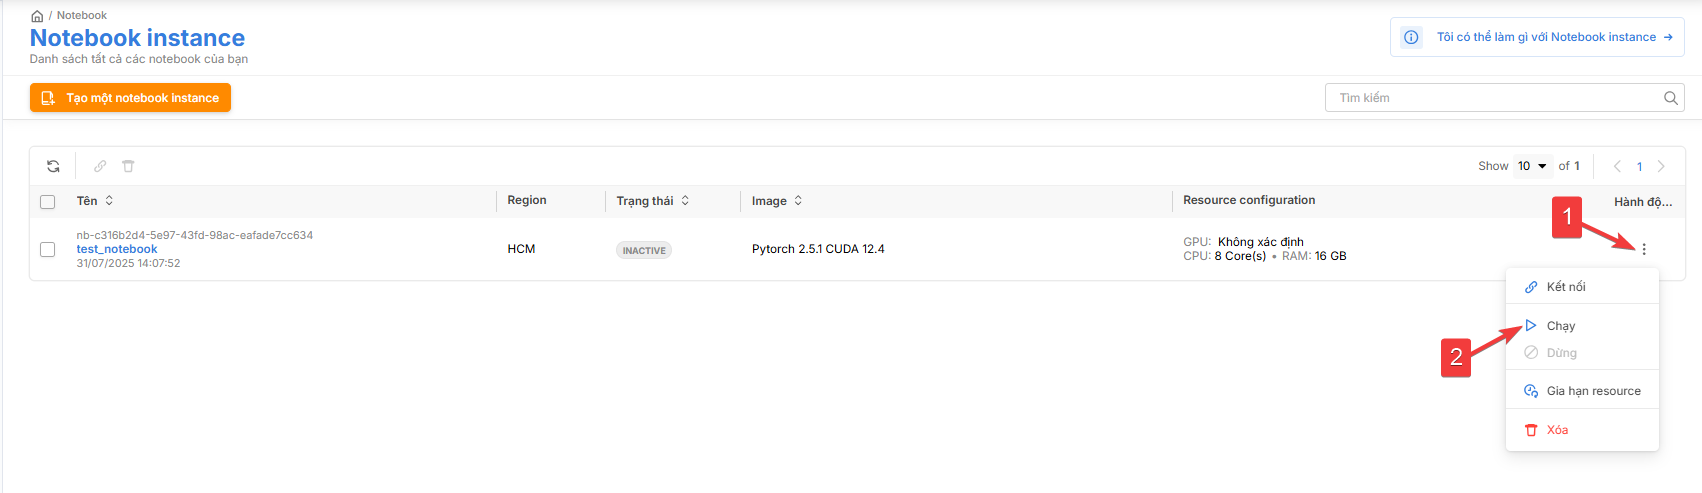 / Notebook
Notebook instance
Danh sách tất cả các notebook của bạn
Tôi có thể làm gì với Notebook instance →
Tạo một notebook instance
Tìm kiếm
Show 10 of 1 1
Tên Region Trạng thái Image Resource configuration Hành độ...
nb-c316b2d4-5e97-43fd-98ac-eafade7cc634
test_notebook
31/07/2025 14:07:52
HCM
INACTIVE
Pytorch 2.5.1 CUDA 12.4
GPU: Không xác định
CPU: 8 Core(s) • RAM: 16 GB
1
Kết nối
2
Chạy
Dừng
Gia hạn resource
Xóa